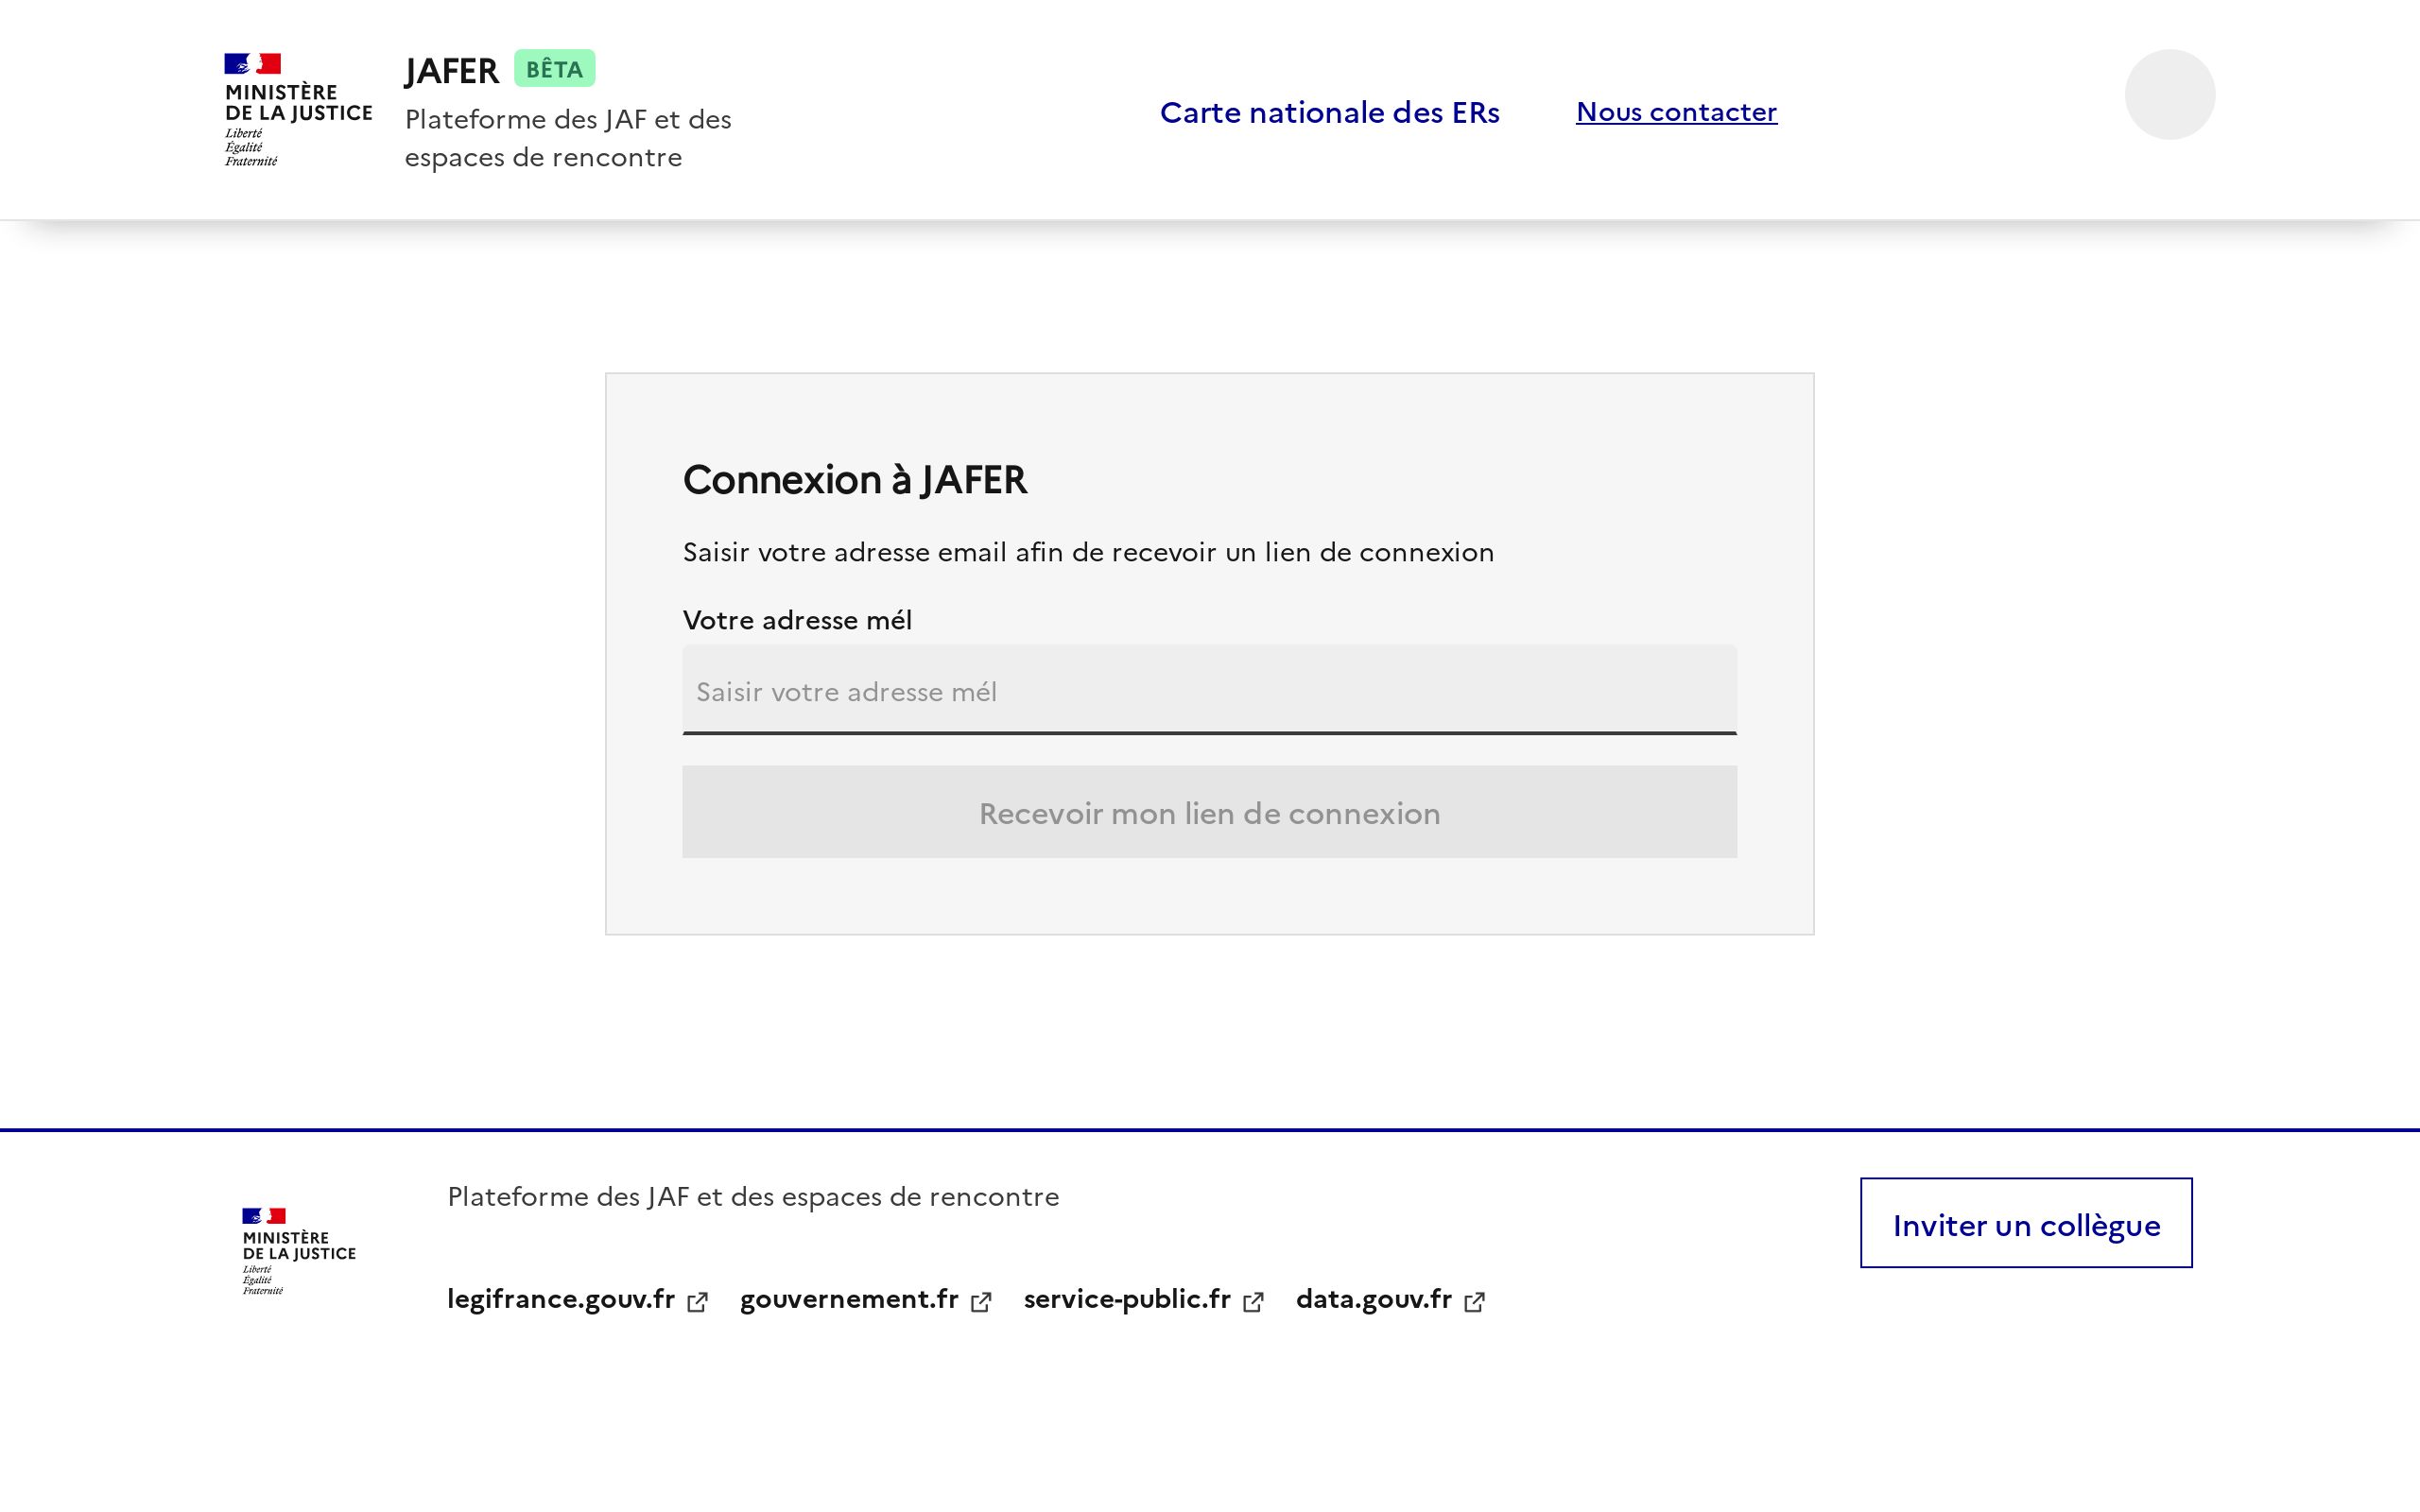 MINISTÈRE
DE LA JUSTICE
Liberté
Égalité
Fraternité
JAFER BÊTA
Plateforme des JAF et des
espaces de rencontre
Carte nationale des ERs
Nous contacter
Connexion à JAFER
Saisir votre adresse email afin de recevoir un lien de connexion
Votre adresse mél
Saisir votre adresse mél
Recevoir mon lien de connexion
MINISTÈRE
DE LA JUSTICE
Liberté
Égalité
Fraternité
Plateforme des JAF et des espaces de rencontre
legifrance.gouv.fr gouvernement.fr service-public.fr data.gouv.fr
Inviter un collègue